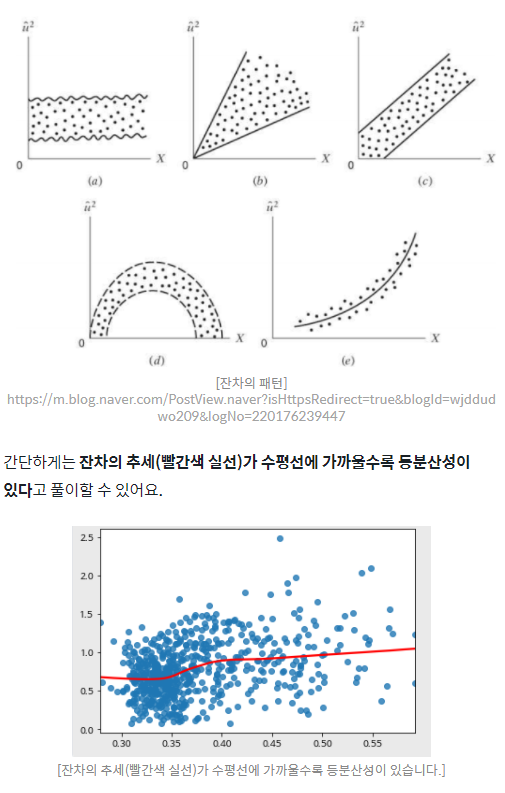 û² û² û²
0 X 0 X 0 X
(a) (b) (c)
û² û²
0 X 0 X
(d) (e)
[잔차의 패턴]
https://m.blog.naver.com/PostView.naver?isHttpsRedirect=true&blogId=wjddud
wo209&logNo=220176239447
간단하게는 잔차의 추세(빨간색 실선)가 수평선에 가까울수록 등분산성이
있다고 풀이할 수 있어요.
2.5
2.0
1.5
1.0
0.5
0.0
0.30 0.35 0.40 0.45 0.50 0.55
[잔차의 추세(빨간색 실선)가 수평선에 가까울수록 등분산성이 있습니다.]